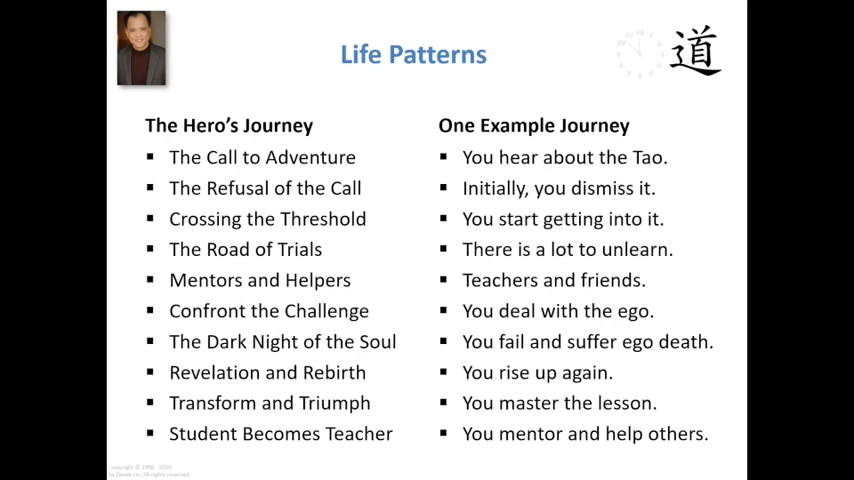 Life Patterns
道
The Hero's Journey
▪ The Call to Adventure
▪ The Refusal of the Call
▪ Crossing the Threshold
▪ The Road of Trials
▪ Mentors and Helpers
▪ Confront the Challenge
▪ The Dark Night of the Soul
▪ Revelation and Rebirth
▪ Transform and Triumph
▪ Student Becomes Teacher
One Example Journey
▪ You hear about the Tao.
▪ Initially, you dismiss it.
▪ You start getting into it.
▪ There is a lot to unlearn.
▪ Teachers and friends.
▪ You deal with the ego.
▪ You fail and suffer ego death.
▪ You rise up again.
▪ You master the lesson.
▪ You mentor and help others.
Copyright © 1998 - 2019
by Derek Lin. All rights reserved.